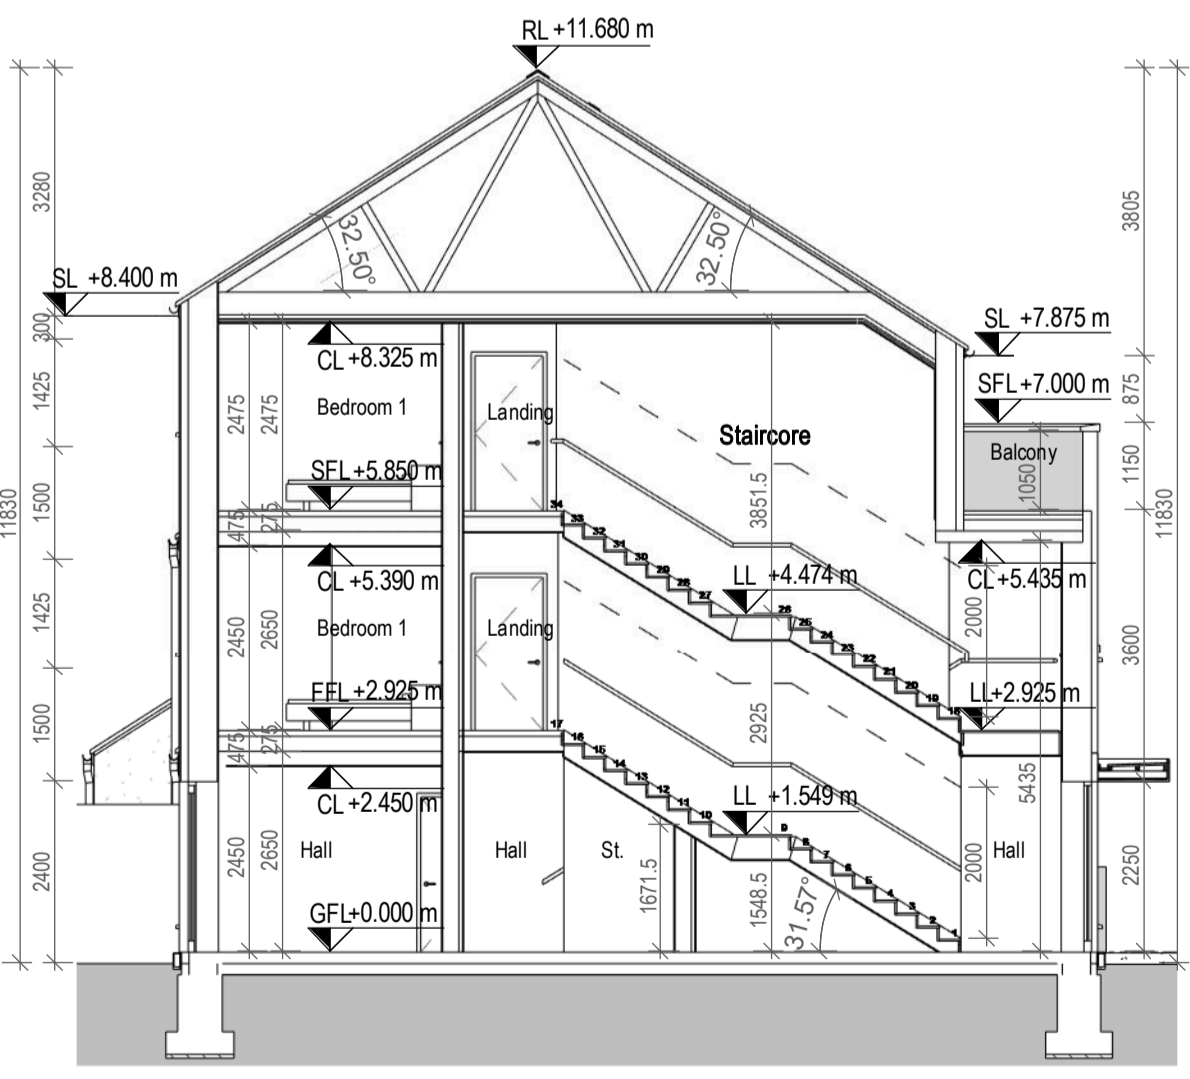 RL +11.680 m
3280
3805
32.50°
32.50°
SL +8.400 m
300
SL +7.875 m
CL +8.325 m
SFL +7.000 m
875
1425
2475
2475
Bedroom 1
Landing
Staircore
Balcony
1150
1050
SFL +5.850 m
3851.5
1500
11830
11830
475
275
34
33
32
31
30
29
28
27
26
25
24
23
22
21
20
19
18
CL +5.390 m
LL +4.474 m
CL +5.435 m
2000
1425
2450
2650
Bedroom 1
Landing
3600
FFL +2.925 m
LL +2.925 m
2925
1500
475
275
17
16
15
14
13
12
11
10
9
8
7
6
5
4
3
2
1
5435
CL +2.450 m
LL +1.549 m
2400
2450
2650
Hall
Hall
St.
1671.5
1548.5
31.57°
2000
Hall
2250
GFL +0.000 m